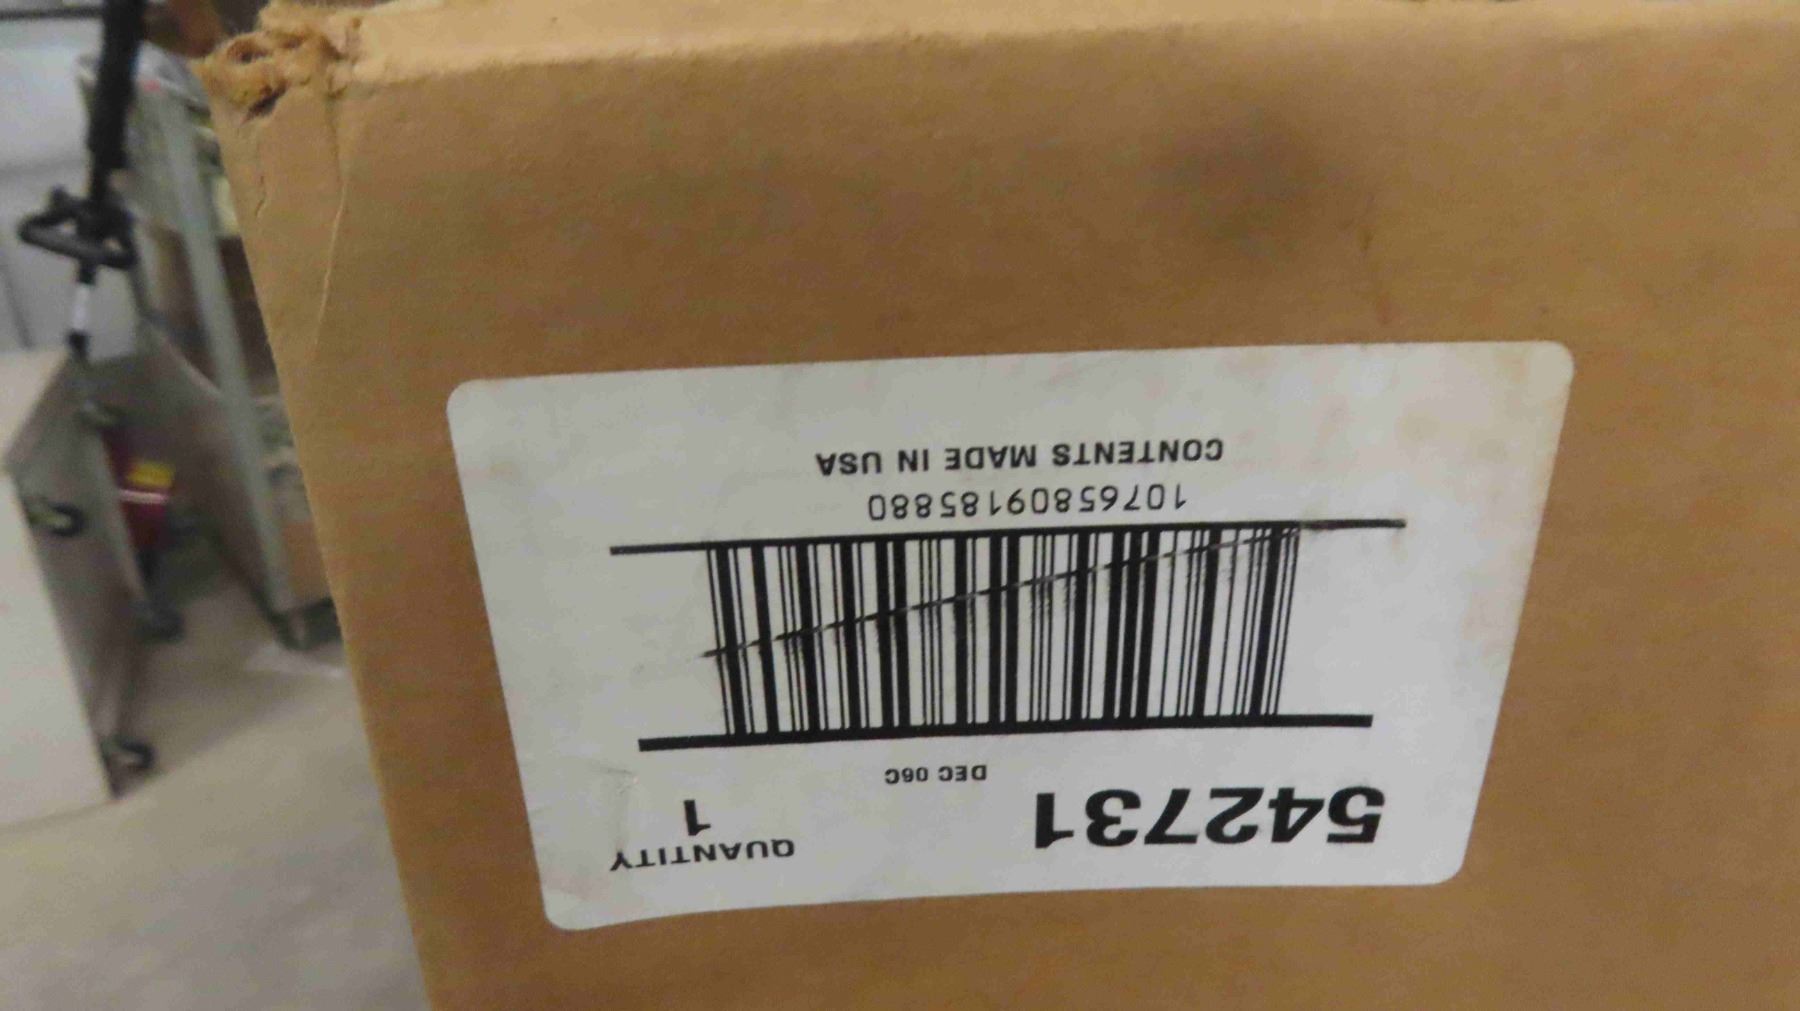 542731
QUANTITY
1
DEC 06C
10765809185880
CONTENTS MADE IN USA